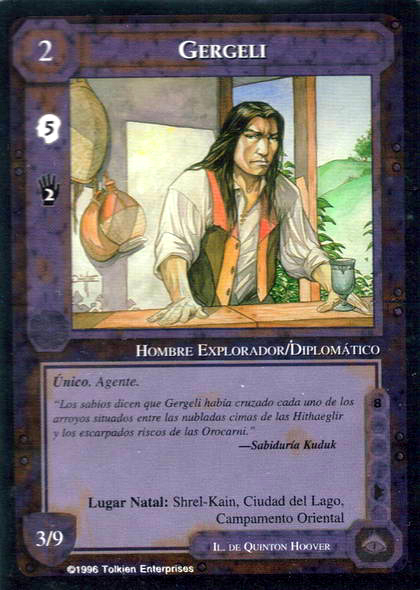 2
GERGELI
5
2
HOMBRE EXPLORADOR/DIPLOMÁTICO
Único. Agente.
"Los sabios dicen que Gergeli había cruzado cada uno de los
arroyos situados entre las nubladas cimas de las Hithaeglir
y los escarpados riscos de las Orocarni."
—Sabiduría Kuduk
8
Lugar Natal: Shrel-Kain, Ciudad del Lago,
Campamento Oriental
3/9
IL. DE QUINTON HOOVER
©1996 Tolkien Enterprises